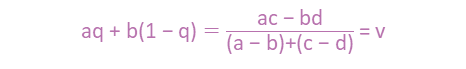 aq + b(1 − q) = ac − bd / (a − b)+(c − d) = v